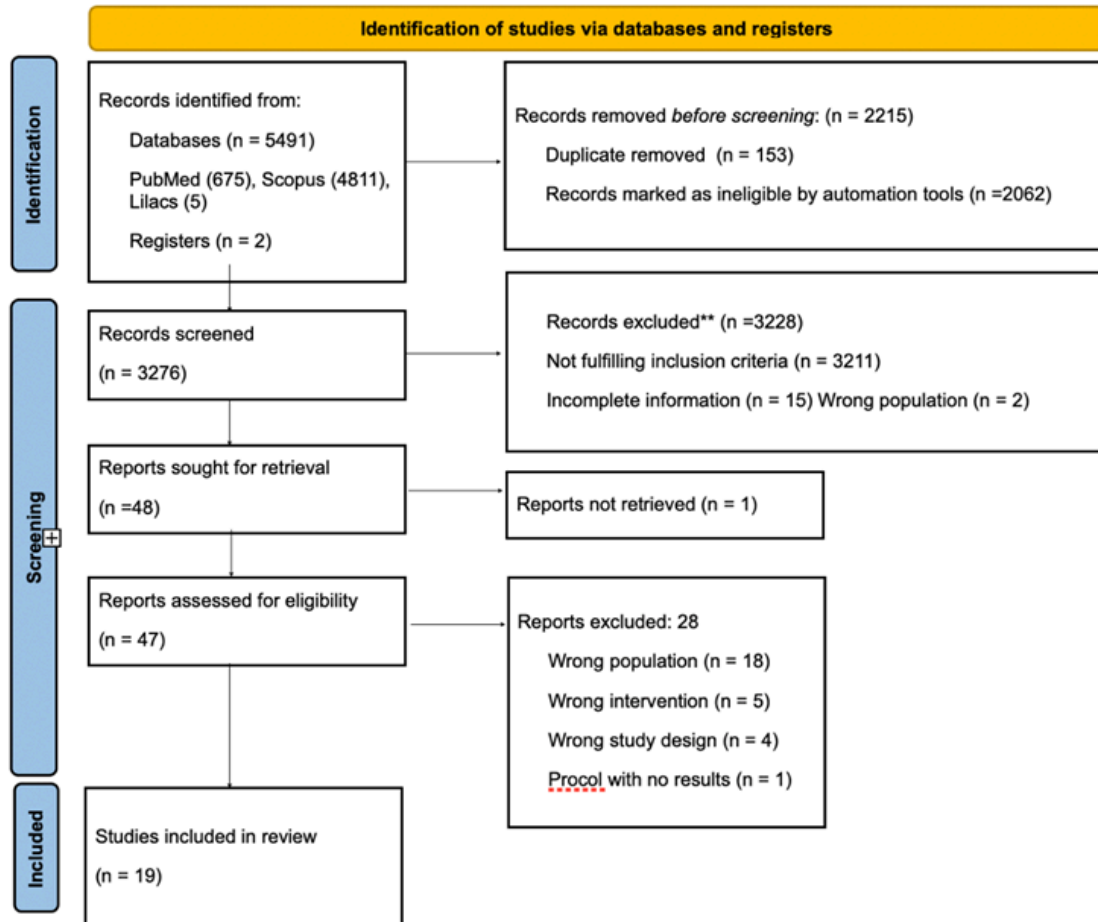 Identification of studies via databases and registers
Identification
Records identified from:
Databases (n = 5491)
PubMed (675), Scopus (4811),
Lilacs (5)
Registers (n = 2)
Records removed before screening: (n = 2215)
Duplicate removed (n = 153)
Records marked as ineligible by automation tools (n =2062)
Screening
Records screened
(n = 3276)
Records excluded** (n =3228)
Not fulfilling inclusion criteria (n = 3211)
Incomplete information (n = 15) Wrong population (n = 2)
Reports sought for retrieval
(n =48)
Reports not retrieved (n = 1)
Reports assessed for eligibility
(n = 47)
Reports excluded: 28
Wrong population (n = 18)
Wrong intervention (n = 5)
Wrong study design (n = 4)
Procol with no results (n = 1)
Included
Studies included in review
(n = 19)